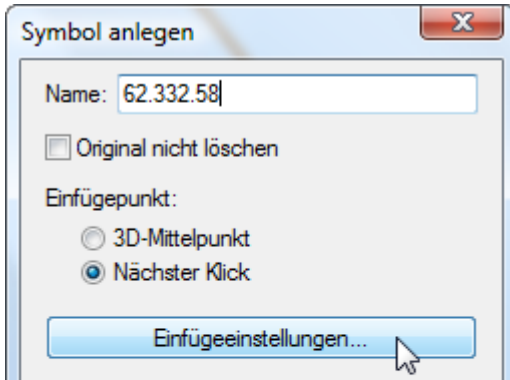 Symbol anlegen
Name: 62.332.58
Original nicht löschen
Einfügepunkt:
3D-Mittelpunkt
Nächster Klick
Einfügeeinstellungen...